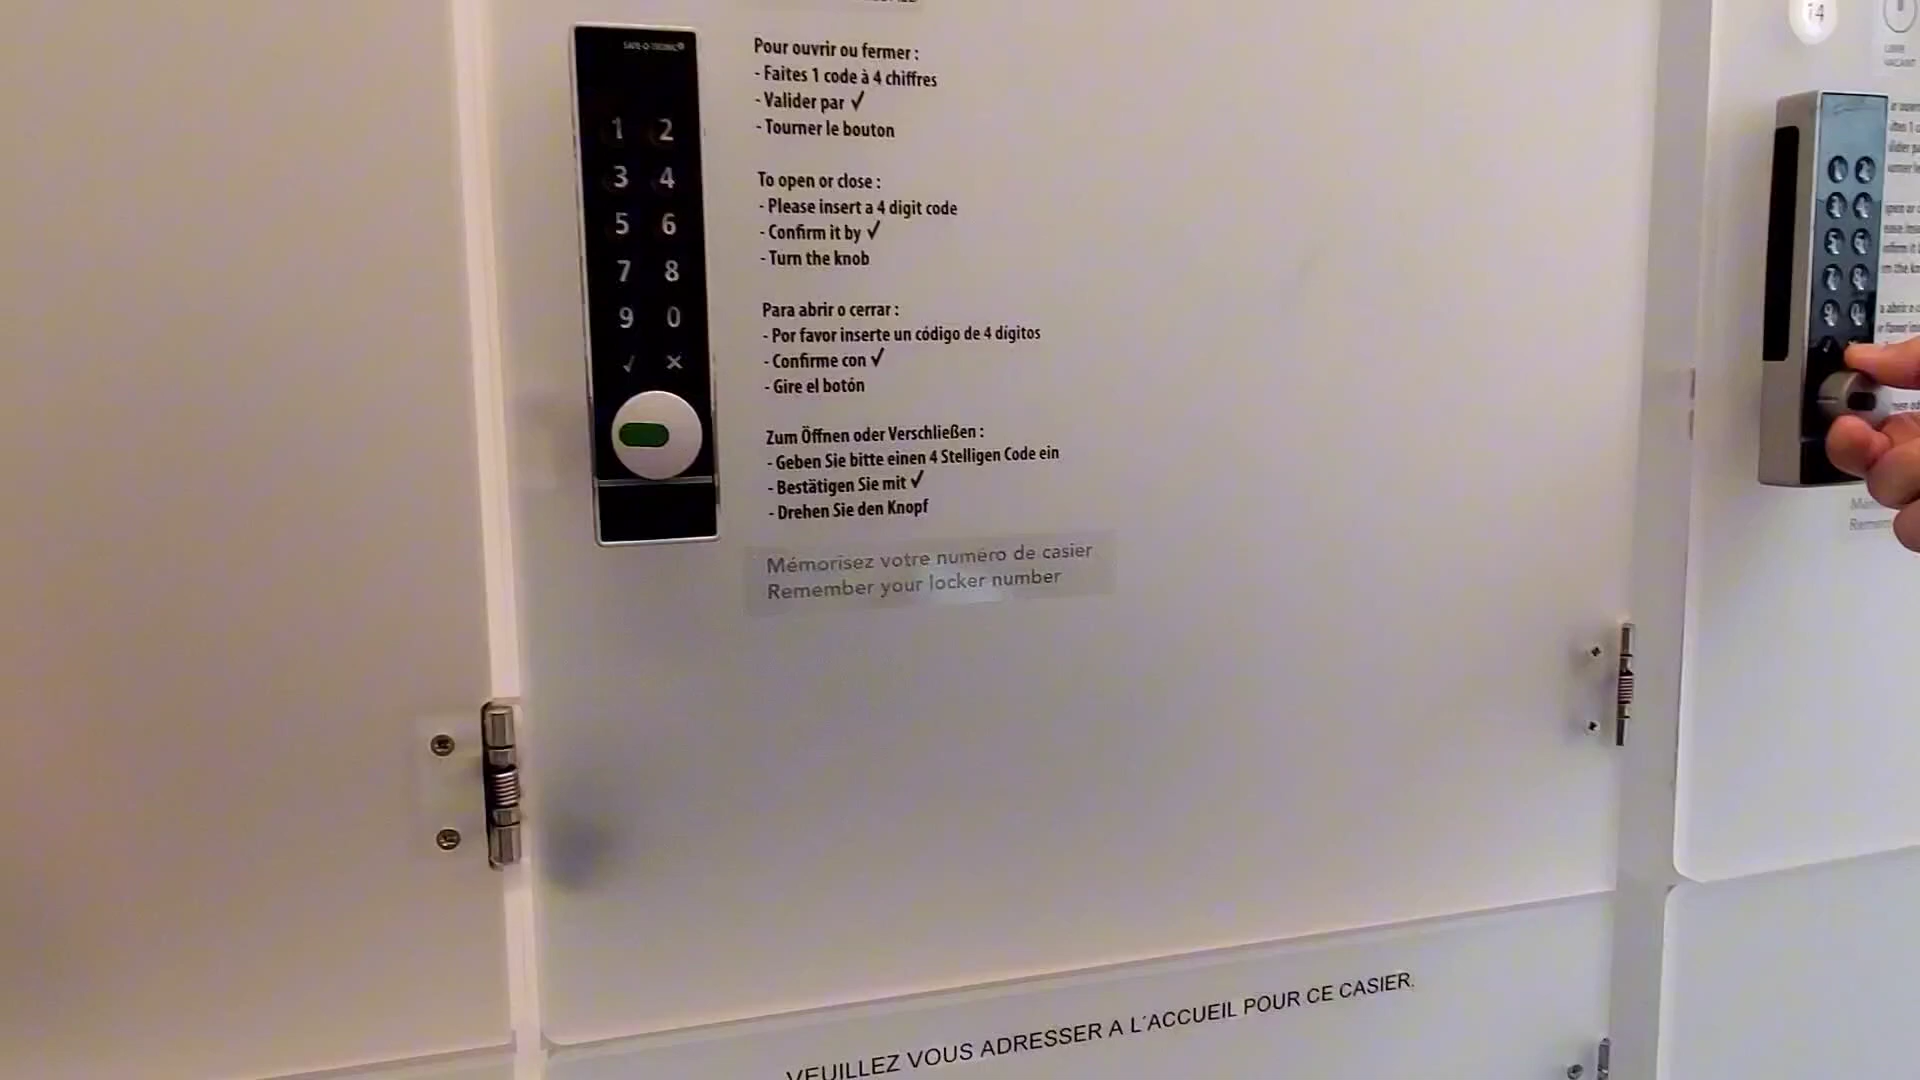 SAFE-O-TRONIC®
1 2
3 4
5 6
7 8
9 0
✓ ✕
Pour ouvrir ou fermer :
- Faites 1 code à 4 chiffres
- Valider par ✓
- Tourner le bouton
To open or close :
- Please insert a 4 digit code
- Confirm it by ✓
- Turn the knob
Para abrir o cerrar :
- Por favor inserte un código de 4 dígitos
- Confirme con ✓
- Gire el botón
Zum Öffnen oder Verschließen :
- Geben Sie bitte einen 4 Stelligen Code ein
- Bestätigen Sie mit ✓
- Drehen Sie den Knopf
Mémorisez votre numéro de casier
Remember your locker number
VEUILLEZ VOUS ADRESSER A L'ACCUEIL POUR CE CASIER.
14